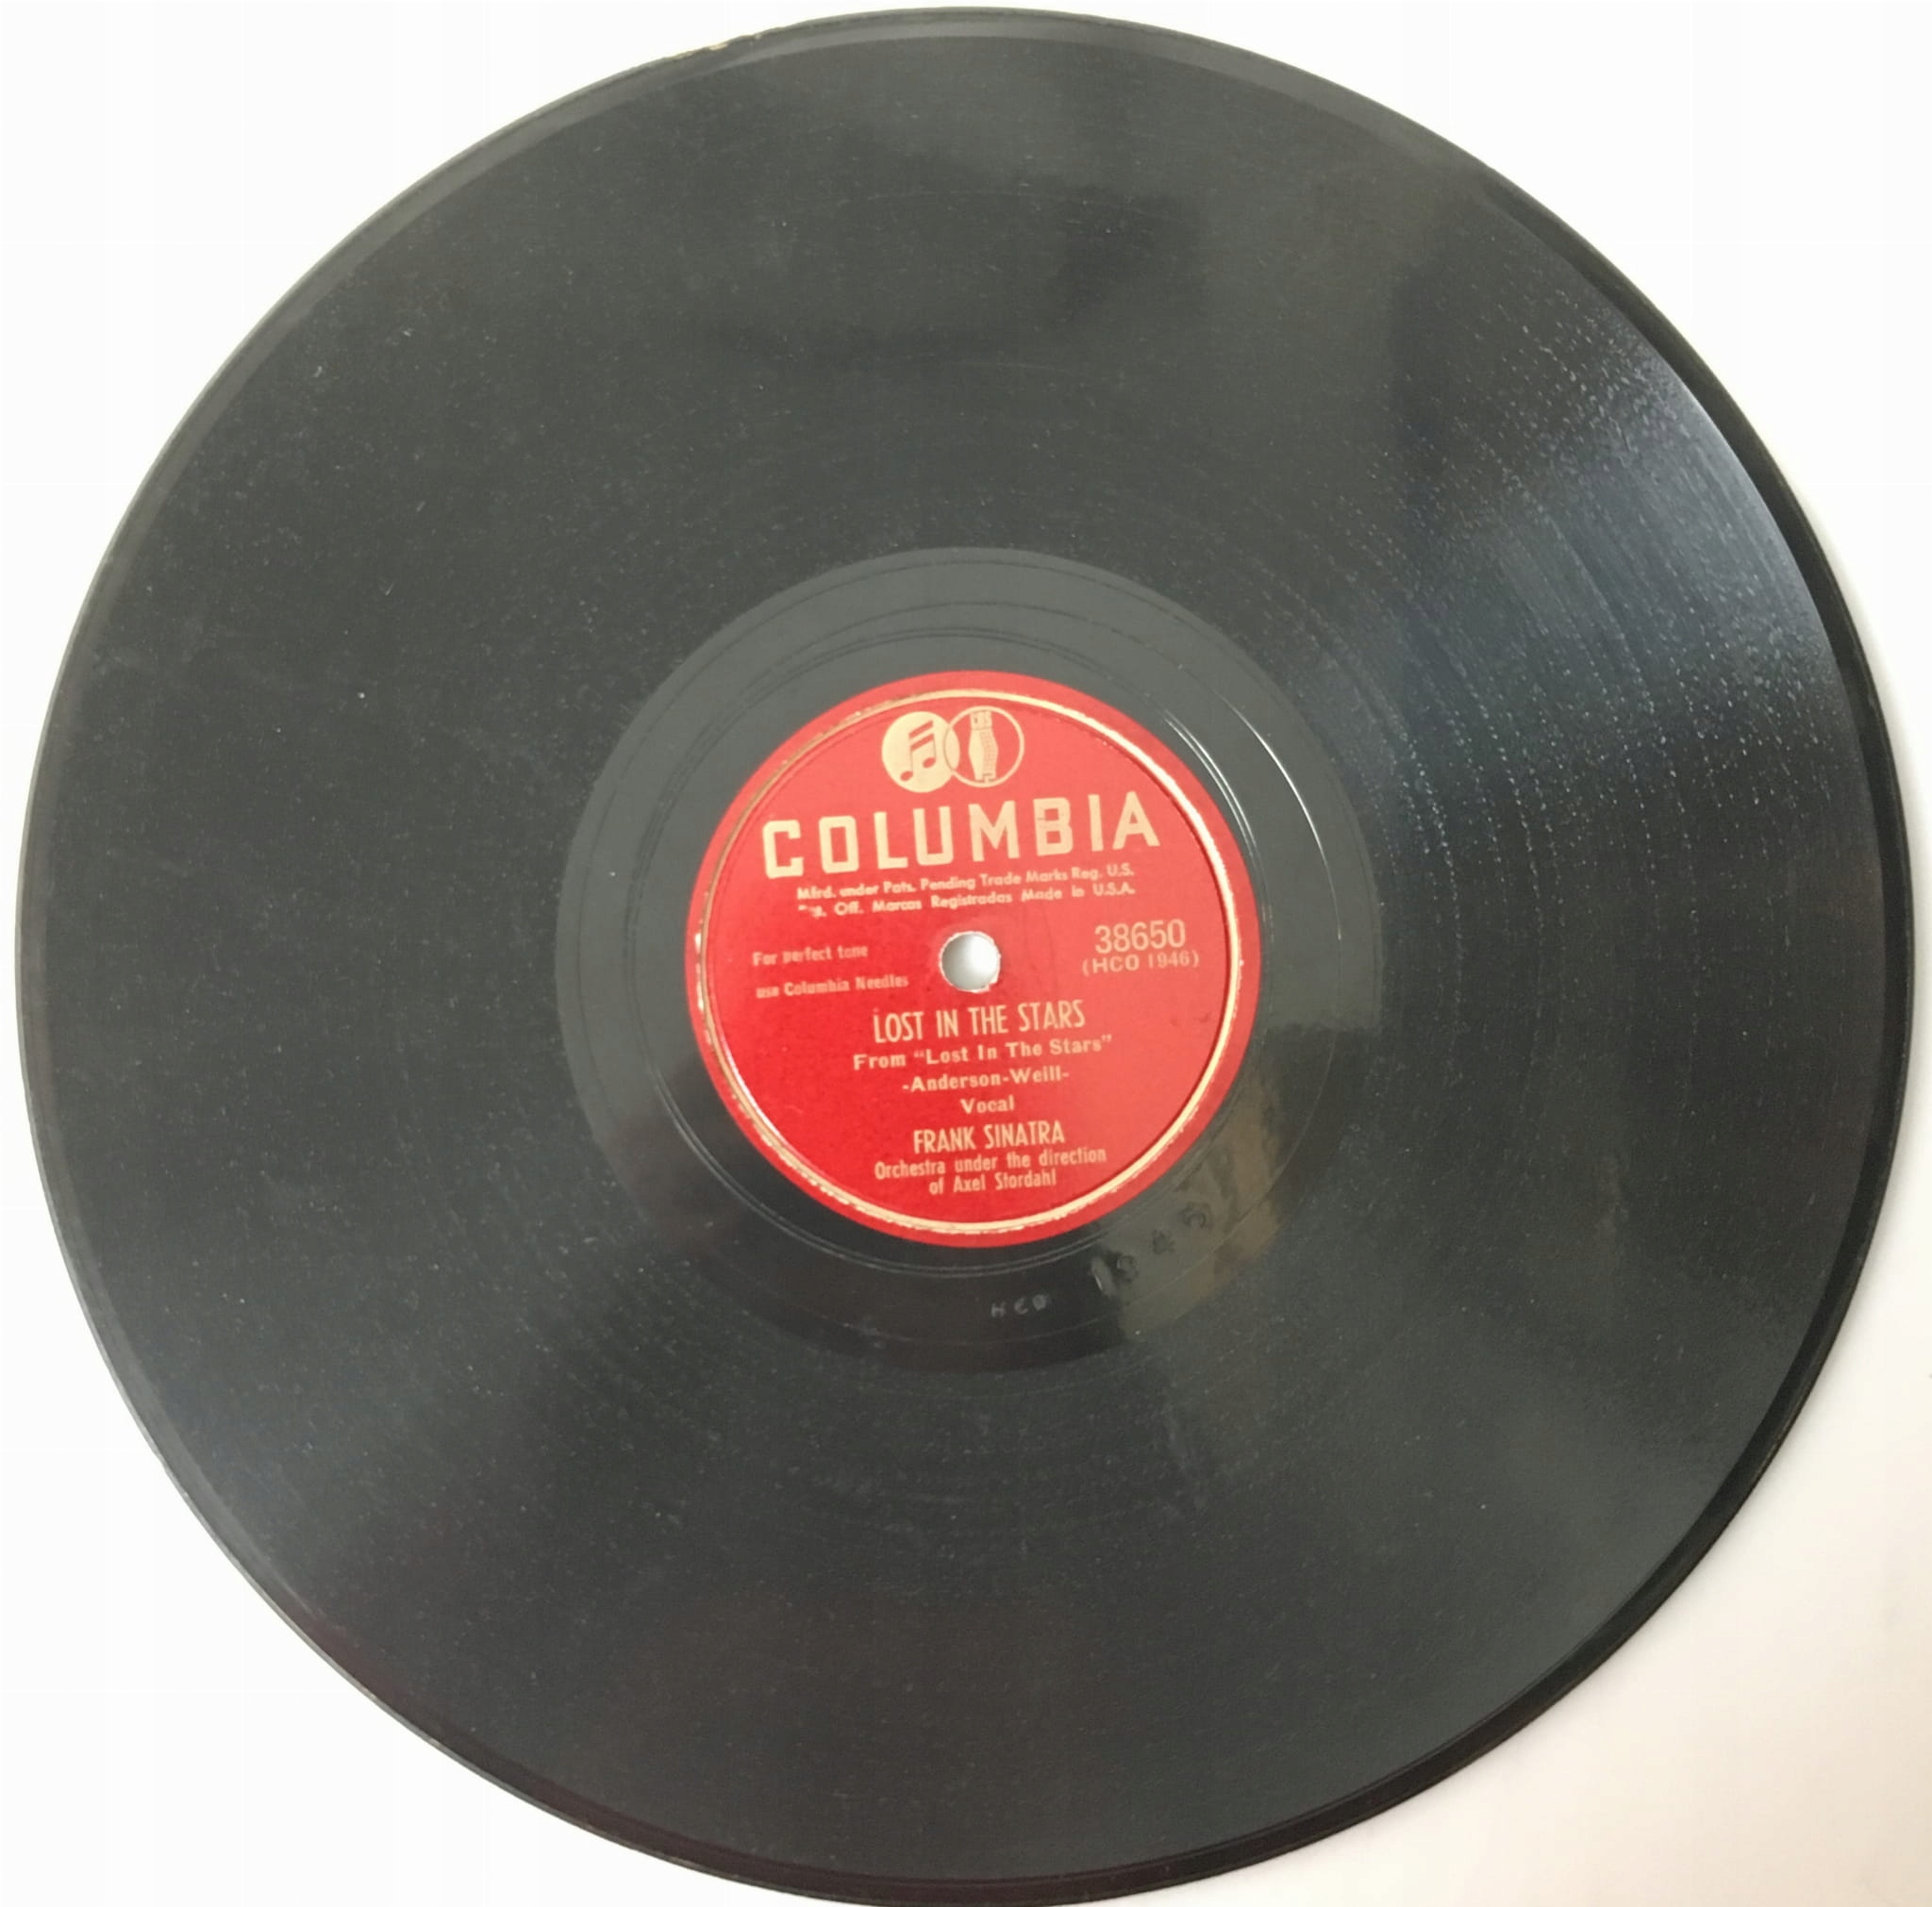 CBS
COLUMBIA
Mfrd. under Pats. Pending Trade Marks Reg. U.S.
Off. Marcas Registradas Made in U.S.A.
For perfect tone
use Columbia Needles
38650
(HCO 1946)
LOST IN THE STARS
From “Lost In The Stars”
-Anderson-Weill-
Vocal
FRANK SINATRA
Orchestra under the direction
of Axel Stordahl
HCO